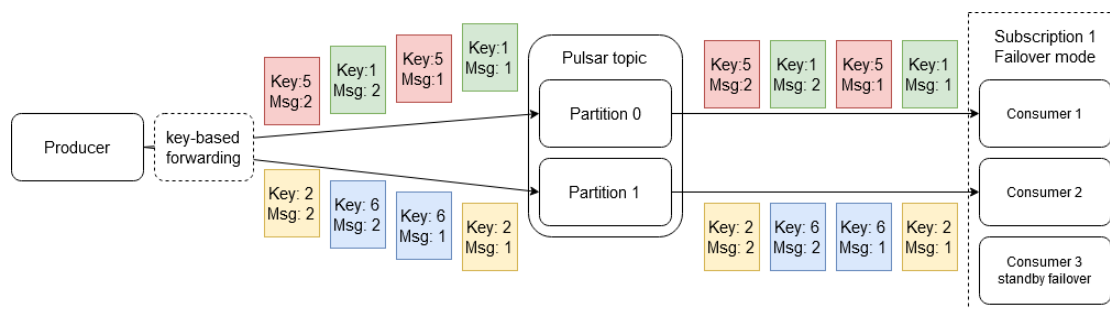 Producer
key-based
forwarding
Key:5
Msg:2
Key:1
Msg: 2
Key:5
Msg:1
Key:1
Msg: 1
Key: 2
Msg: 2
Key: 6
Msg: 2
Key: 6
Msg: 1
Key: 2
Msg: 1
Pulsar topic
Partition 0
Partition 1
Key:5
Msg: 2
Key:1
Msg: 2
Key:5
Msg: 1
Key:1
Msg: 1
Key: 2
Msg: 2
Key: 6
Msg: 2
Key: 6
Msg: 1
Key: 2
Msg: 1
Subscription 1
Failover mode
Consumer 1
Consumer 2
Consumer 3
standby failover